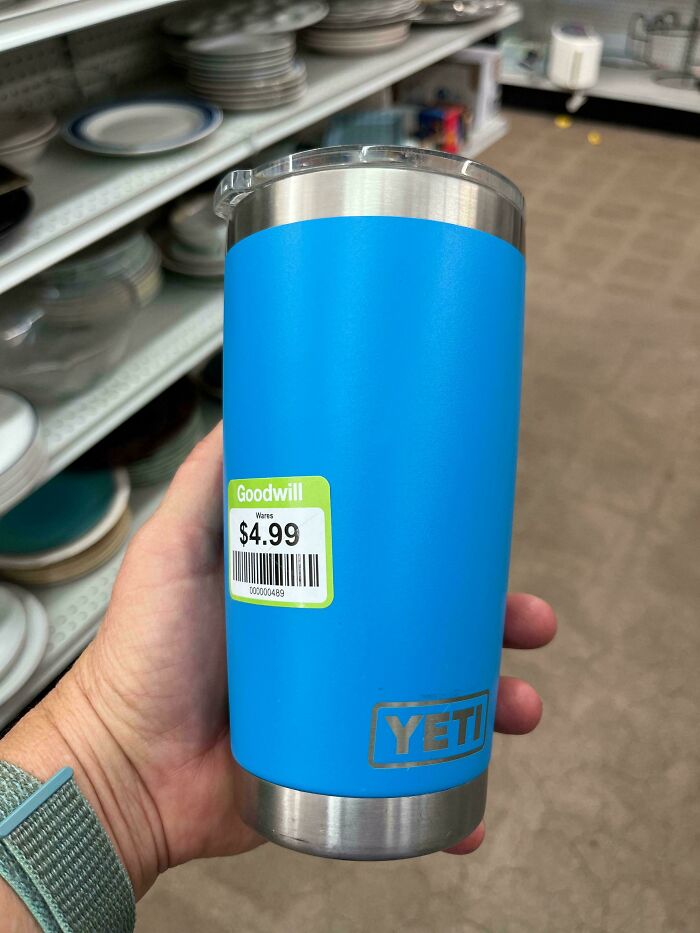 Goodwill
Wares
$4.99
000000489
YETI